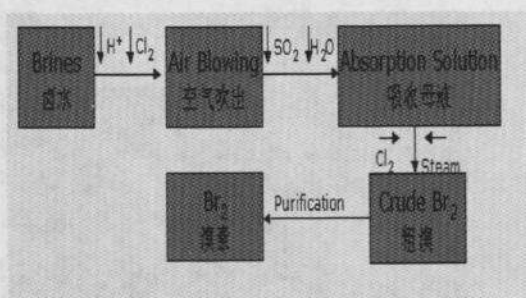 H⁺ Cl₂
SO₂ H₂O
Brines
卤水
Air Blowing
空气吹出
Absorption Solution
吸收母液
Cl₂ Steam
Br₂
溴素
Purification
Crude Br₂
粗溴